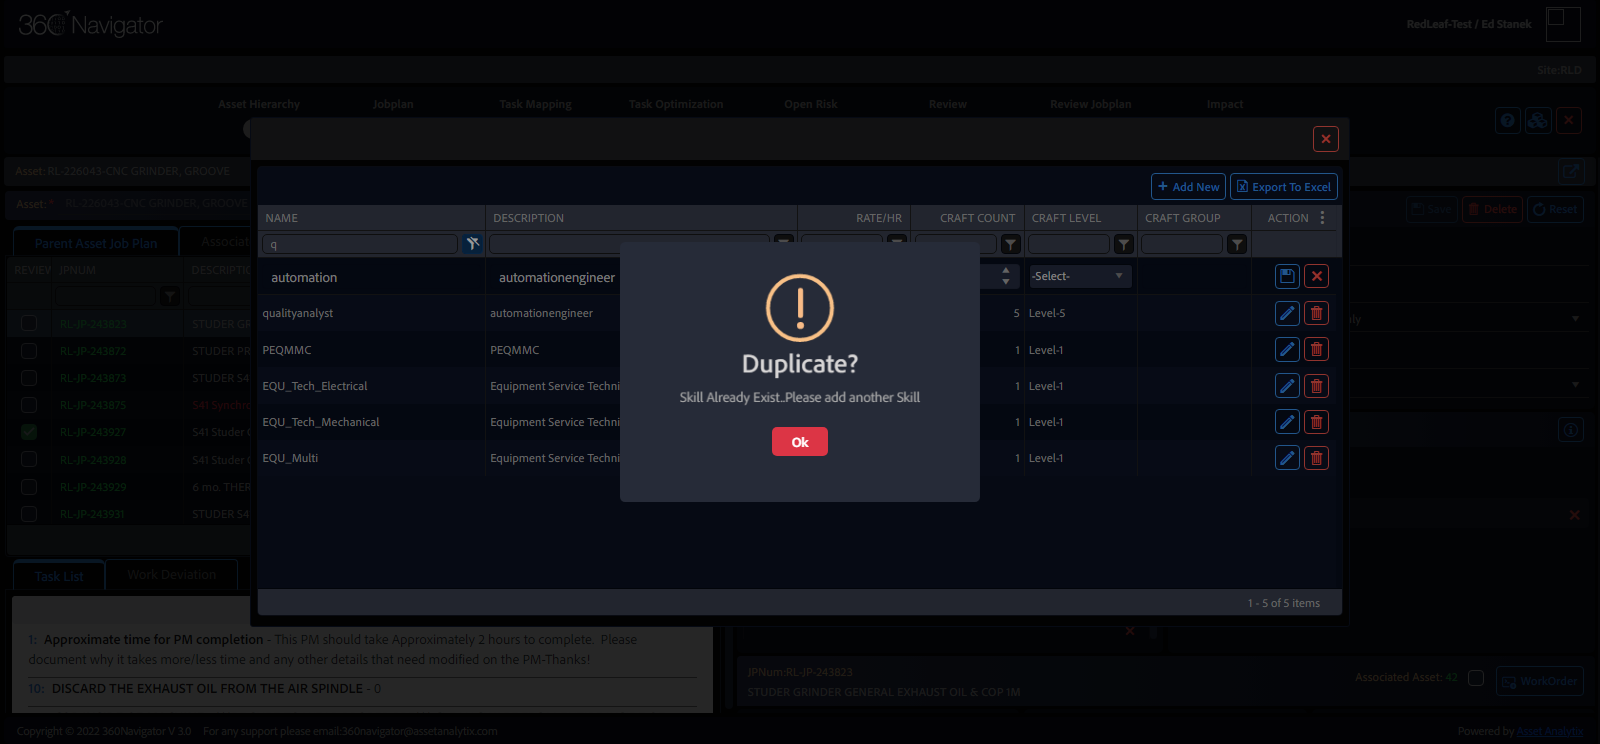 360 Navigator
RedLeaf-Test / Ed Stanek
Site:RLD
Asset Hierarchy Jobplan Task Mapping Task Optimization Open Risk Review Review Jobplan Impact
Asset: RL-226043-CNC GRINDER, GROOVE
Asset: * RL-226043-CNC GRINDER, GROOVE
Save Delete Reset
Parent Asset Job Plan Associat
REVIEW JPNUM DESCRIPTIO
RL-JP-243823 STUDER GR
RL-JP-243872 STUDER PR
RL-JP-243873 STUDER S4
RL-JP-243875 S41 Synchro
RL-JP-243927 S41 Studer C
RL-JP-243928 S41 Studer C
RL-JP-243929 6 mo. THER
RL-JP-243931 STUDER S4
+ Add New Export To Excel
NAME DESCRIPTION RATE/HR CRAFT COUNT CRAFT LEVEL CRAFT GROUP ACTION
q
automation automationengineer -Select-
qualityanalyst automationengineer 5 Level-5
PEQMMC PEQMMC 1 Level-1
EQU_Tech_Electrical Equipment Service Techni 1 Level-1
EQU_Tech_Mechanical Equipment Service Techni 1 Level-1
EQU_Multi Equipment Service Techni 1 Level-1
1 - 5 of 5 items
Duplicate?
Skill Already Exist..Please add another Skill
Ok
Task List Work Deviation
1: Approximate time for PM completion - This PM should take Approximately 2 hours to complete. Please
document why it takes more/less time and any other details that need modified on the PM-Thanks!
10: DISCARD THE EXHAUST OIL FROM THE AIR SPINDLE - 0
JPNum:RL-JP-243823
STUDER GRINDER GENERAL EXHAUST OIL & COP 1M
Associated Asset: 42 WorkOrder
Copyright © 2022 360Navigator V 3.0 For any support please email:360navigator@assetanalytix.com
Powered by Asset Analytix